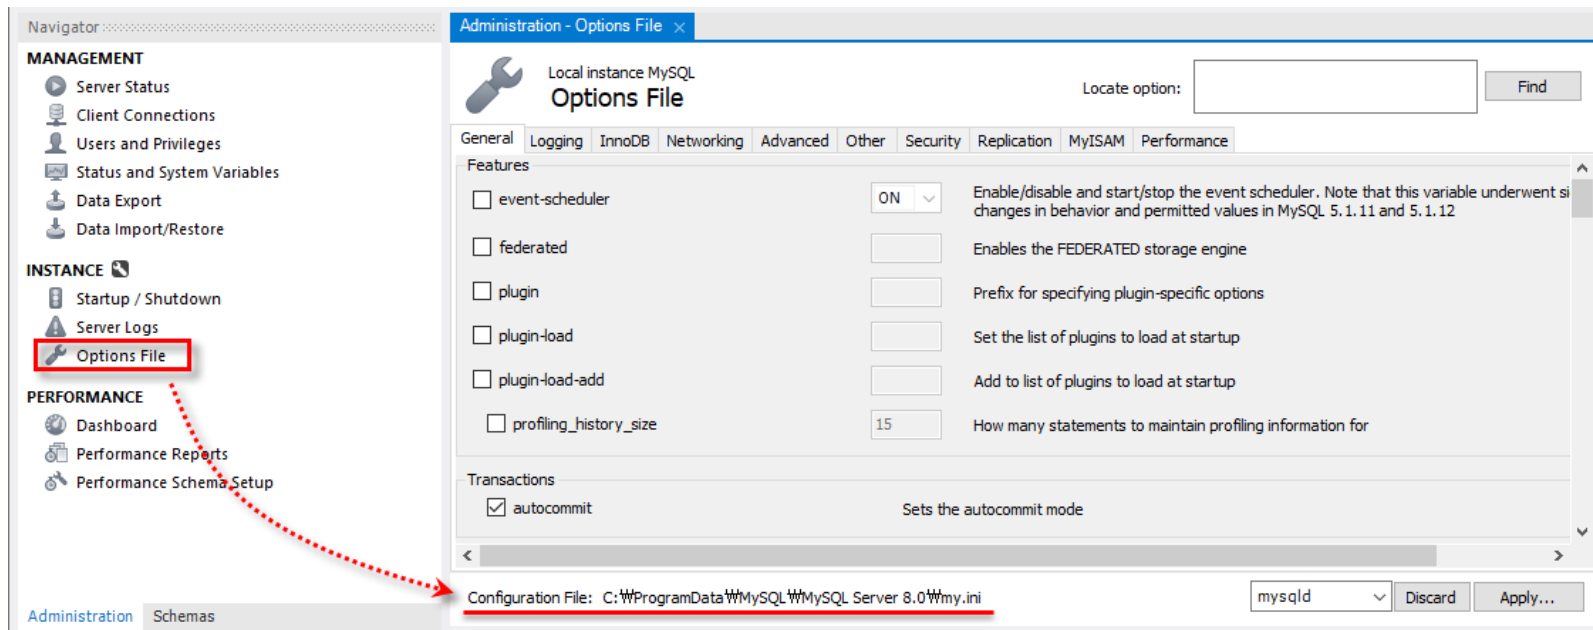 Navigator
MANAGEMENT
Server Status
Client Connections
Users and Privileges
Status and System Variables
Data Export
Data Import/Restore
INSTANCE
Startup / Shutdown
Server Logs
Options File
PERFORMANCE
Dashboard
Performance Reports
Performance Schema Setup
Administration Schemas
Administration - Options File ×
Local instance MySQL
Options File
Locate option: Find
General Logging InnoDB Networking Advanced Other Security Replication MyISAM Performance
Features
event-scheduler ON Enable/disable and start/stop the event scheduler. Note that this variable underwent si
changes in behavior and permitted values in MySQL 5.1.11 and 5.1.12
federated Enables the FEDERATED storage engine
plugin Prefix for specifying plugin-specific options
plugin-load Set the list of plugins to load at startup
plugin-load-add Add to list of plugins to load at startup
profiling_history_size 15 How many statements to maintain profiling information for
Transactions
autocommit Sets the autocommit mode
Configuration File: C:₩ProgramData₩MySQL₩MySQL Server 8.0₩my.ini mysqld Discard Apply...